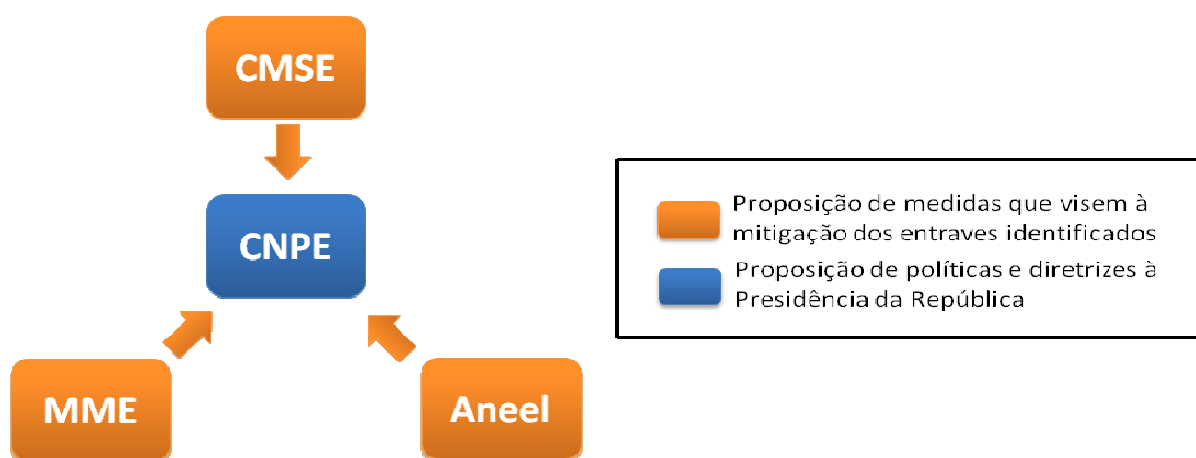 CMSE
CNPE
MME
Aneel
Proposição de medidas que visem à
mitigação dos entraves identificados
Proposição de políticas e diretrizes à
Presidência da República